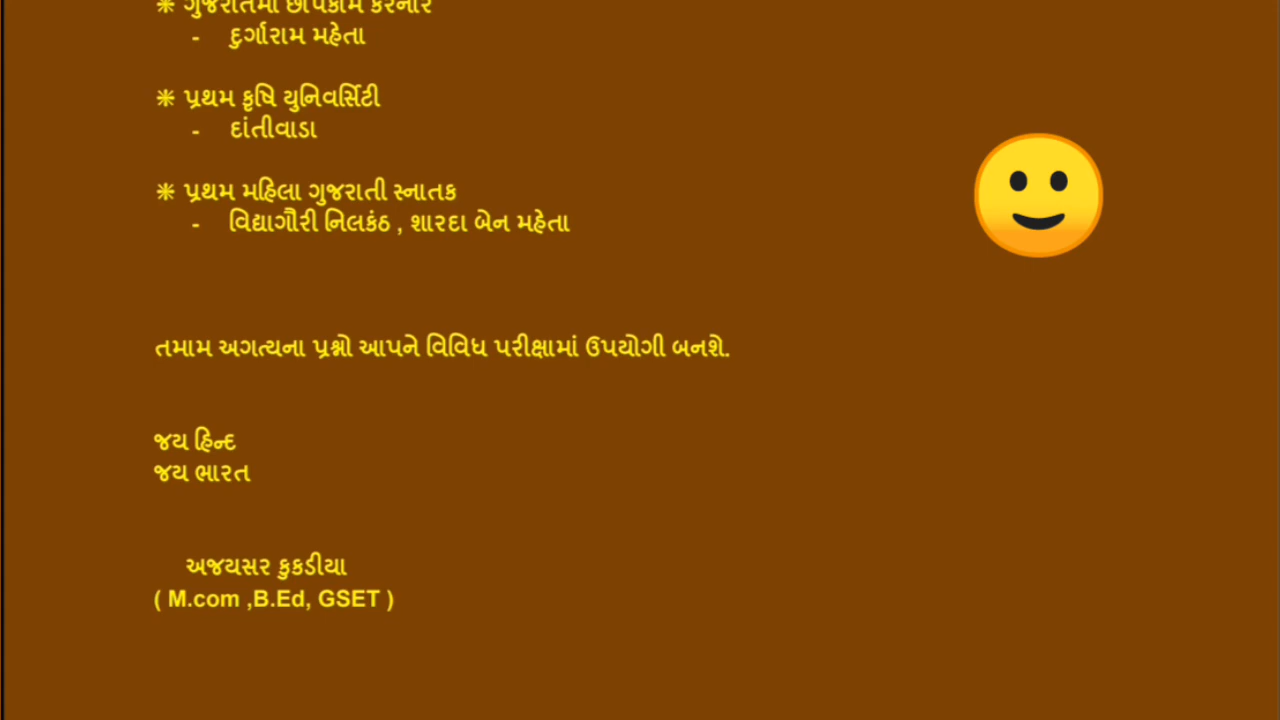 ❋ ગુજરાતમાં છાપકામ કરનાર
- દુર્ગારામ મહેતા
❋ પ્રથમ કૃષિ યુનિવર્સિટી
- દાંતીવાડા
❋ પ્રથમ મહિલા ગુજરાતી સ્નાતક
- વિદ્યાગૌરી નિલકંઠ , શારદા બેન મહેતા
તમામ અગત્યના પ્રશ્નો આપને વિવિધ પરીક્ષામાં ઉપયોગી બનશે.
જય હિન્દ
જય ભારત
અજયસર કુકડીયા
( M.com ,B.Ed, GSET )